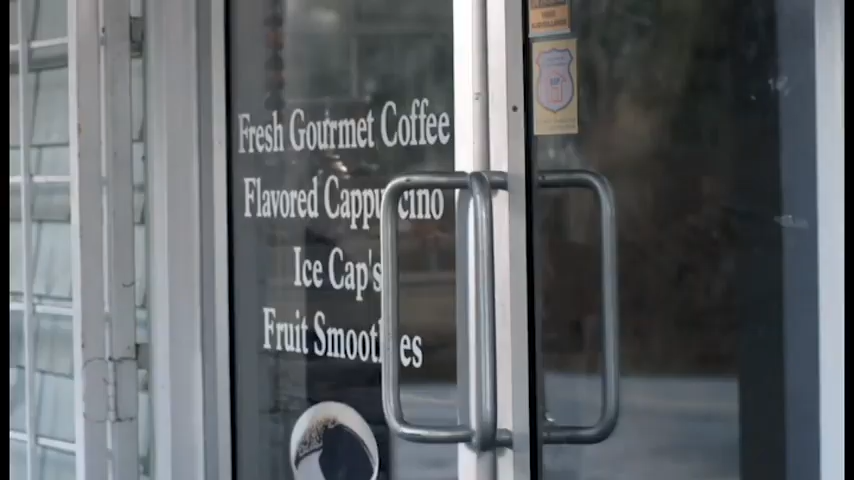 Fresh Gourmet Coffee
Flavored Cappuccino
Ice Cap's
Fruit Smoothies